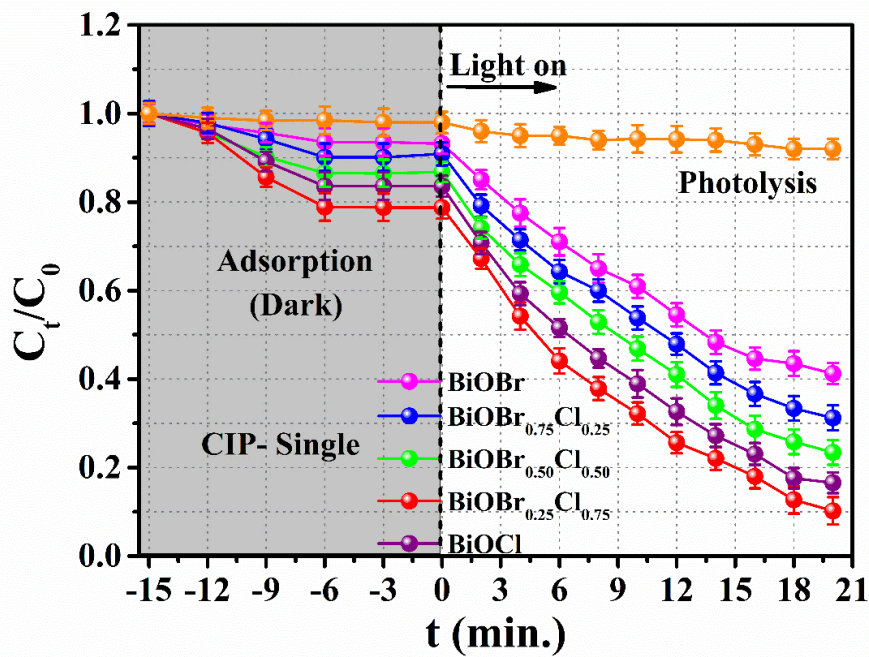 1.2
1.0
0.8
0.6
0.4
0.2
0.0
Cₜ/C₀
Light on
Photolysis
Adsorption
(Dark)
CIP- Single
BiOBr
BiOBr₀.₇₅Cl₀.₂₅
BiOBr₀.₅₀Cl₀.₅₀
BiOBr₀.₂₅Cl₀.₇₅
BiOCl
-15 -12 -9 -6 -3 0 3 6 9 12 15 18 21
t (min.)